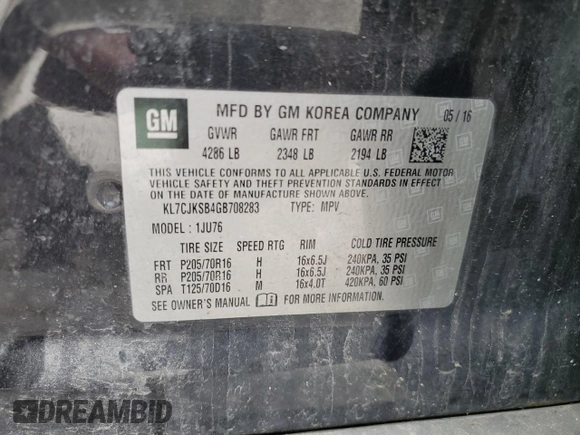 GM
MFD BY GM KOREA COMPANY 05 / 16
GVWR GAWR FRT GAWR RR
4286 LB 2348 LB 2194 LB
THIS VEHICLE CONFORMS TO ALL APPLICABLE U.S. FEDERAL MOTOR
VEHICLE SAFETY AND THEFT PREVENTION STANDARDS IN EFFECT
ON THE DATE OF MANUFACTURE SHOWN ABOVE.
KL7CJKSB4GB708283 TYPE: MPV
MODEL : 1JU76
TIRE SIZE SPEED RTG RIM COLD TIRE PRESSURE
FRT P205/70R16 H 16x6.5J 240KPA, 35 PSI
RR P205/70R16 H 16x6.5J 240KPA, 35 PSI
SPA T125/70D16 M 16x4.0T 420KPA, 60 PSI
SEE OWNER'S MANUAL FOR MORE INFORMATION.
DREAMBID